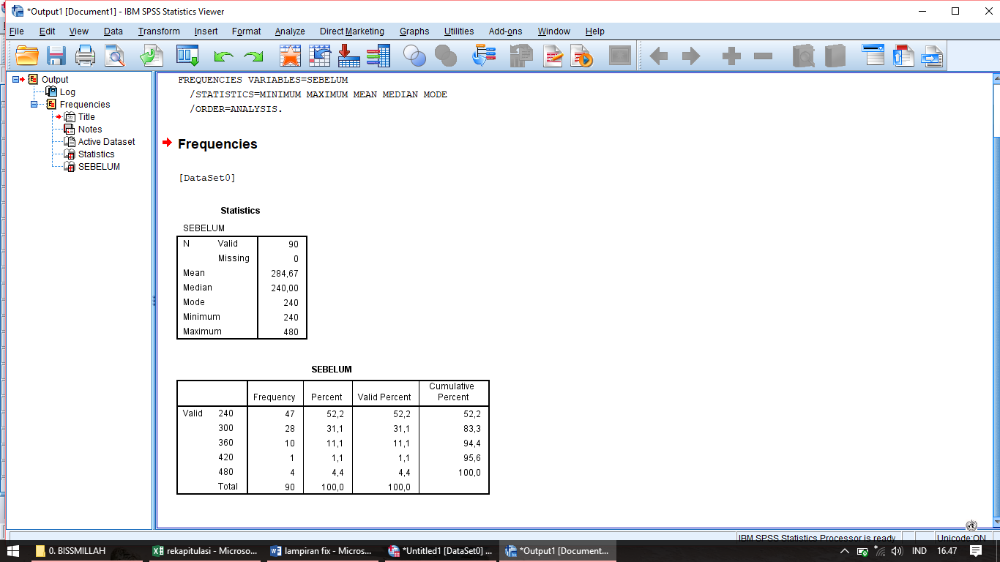 *Output1 [Document1] - IBM SPSS Statistics Viewer
File Edit View Data Transform Insert Format Analyze Direct Marketing Graphs Utilities Add-ons Window Help
Output
Log
Frequencies
Title
Notes
Active Dataset
Statistics
SEBELUM
FREQUENCIES VARIABLES=SEBELUM
/STATISTICS=MINIMUM MAXIMUM MEAN MEDIAN MODE
/ORDER=ANALYSIS.
Frequencies
[DataSet0]
Statistics
SEBELUM
N Valid 90
Missing 0
Mean 284,67
Median 240,00
Mode 240
Minimum 240
Maximum 480
SEBELUM
Frequency Percent Valid Percent Cumulative Percent
Valid 240 47 52,2 52,2 52,2
300 28 31,1 31,1 83,3
360 10 11,1 11,1 94,4
420 1 1,1 1,1 95,6
480 4 4,4 4,4 100,0
Total 90 100,0 100,0
IBM SPSS Statistics Processor is ready Unicode:ON
0. BISSMILLAH rekapitulasi - Microso... lampiran fix - Micros... *Untitled1 [DataSet0] ... *Output1 [Document... IND 16.47